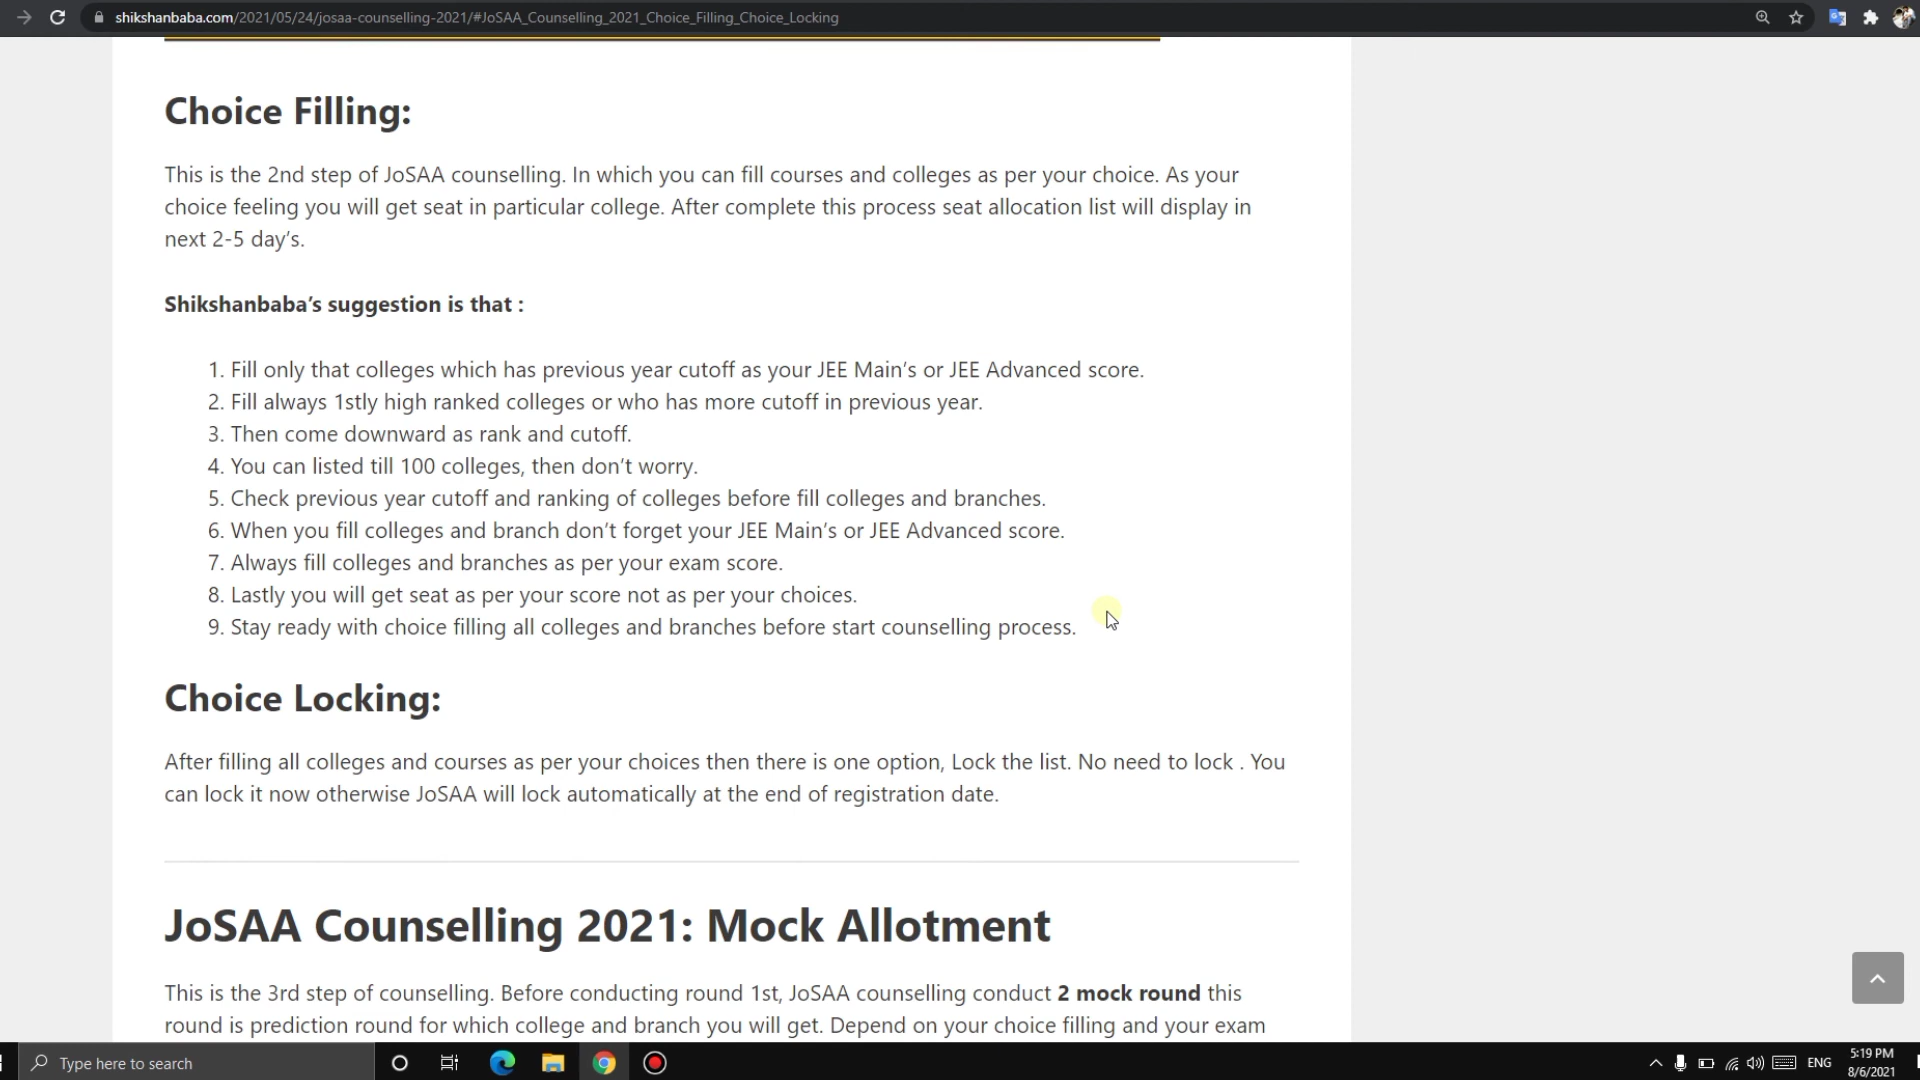 shikshanbaba.com/2021/05/24/josaa-counselling-2021/#JoSAA_Counselling_2021_Choice_Filling_Choice_Locking
Choice Filling:
This is the 2nd step of JoSAA counselling. In which you can fill courses and colleges as per your choice. As your
choice feeling you will get seat in particular college. After complete this process seat allocation list will display in
next 2-5 day’s.
Shikshanbaba’s suggestion is that :
1. Fill only that colleges which has previous year cutoff as your JEE Main’s or JEE Advanced score.
2. Fill always 1stly high ranked colleges or who has more cutoff in previous year.
3. Then come downward as rank and cutoff.
4. You can listed till 100 colleges, then don’t worry.
5. Check previous year cutoff and ranking of colleges before fill colleges and branches.
6. When you fill colleges and branch don’t forget your JEE Main’s or JEE Advanced score.
7. Always fill colleges and branches as per your exam score.
8. Lastly you will get seat as per your score not as per your choices.
9. Stay ready with choice filling all colleges and branches before start counselling process.
Choice Locking:
After filling all colleges and courses as per your choices then there is one option, Lock the list. No need to lock . You
can lock it now otherwise JoSAA will lock automatically at the end of registration date.
JoSAA Counselling 2021: Mock Allotment
This is the 3rd step of counselling. Before conducting round 1st, JoSAA counselling conduct 2 mock round this
round is prediction round for which college and branch you will get. Depend on your choice filling and your exam
Type here to search
ENG
5:19 PM
8/6/2021